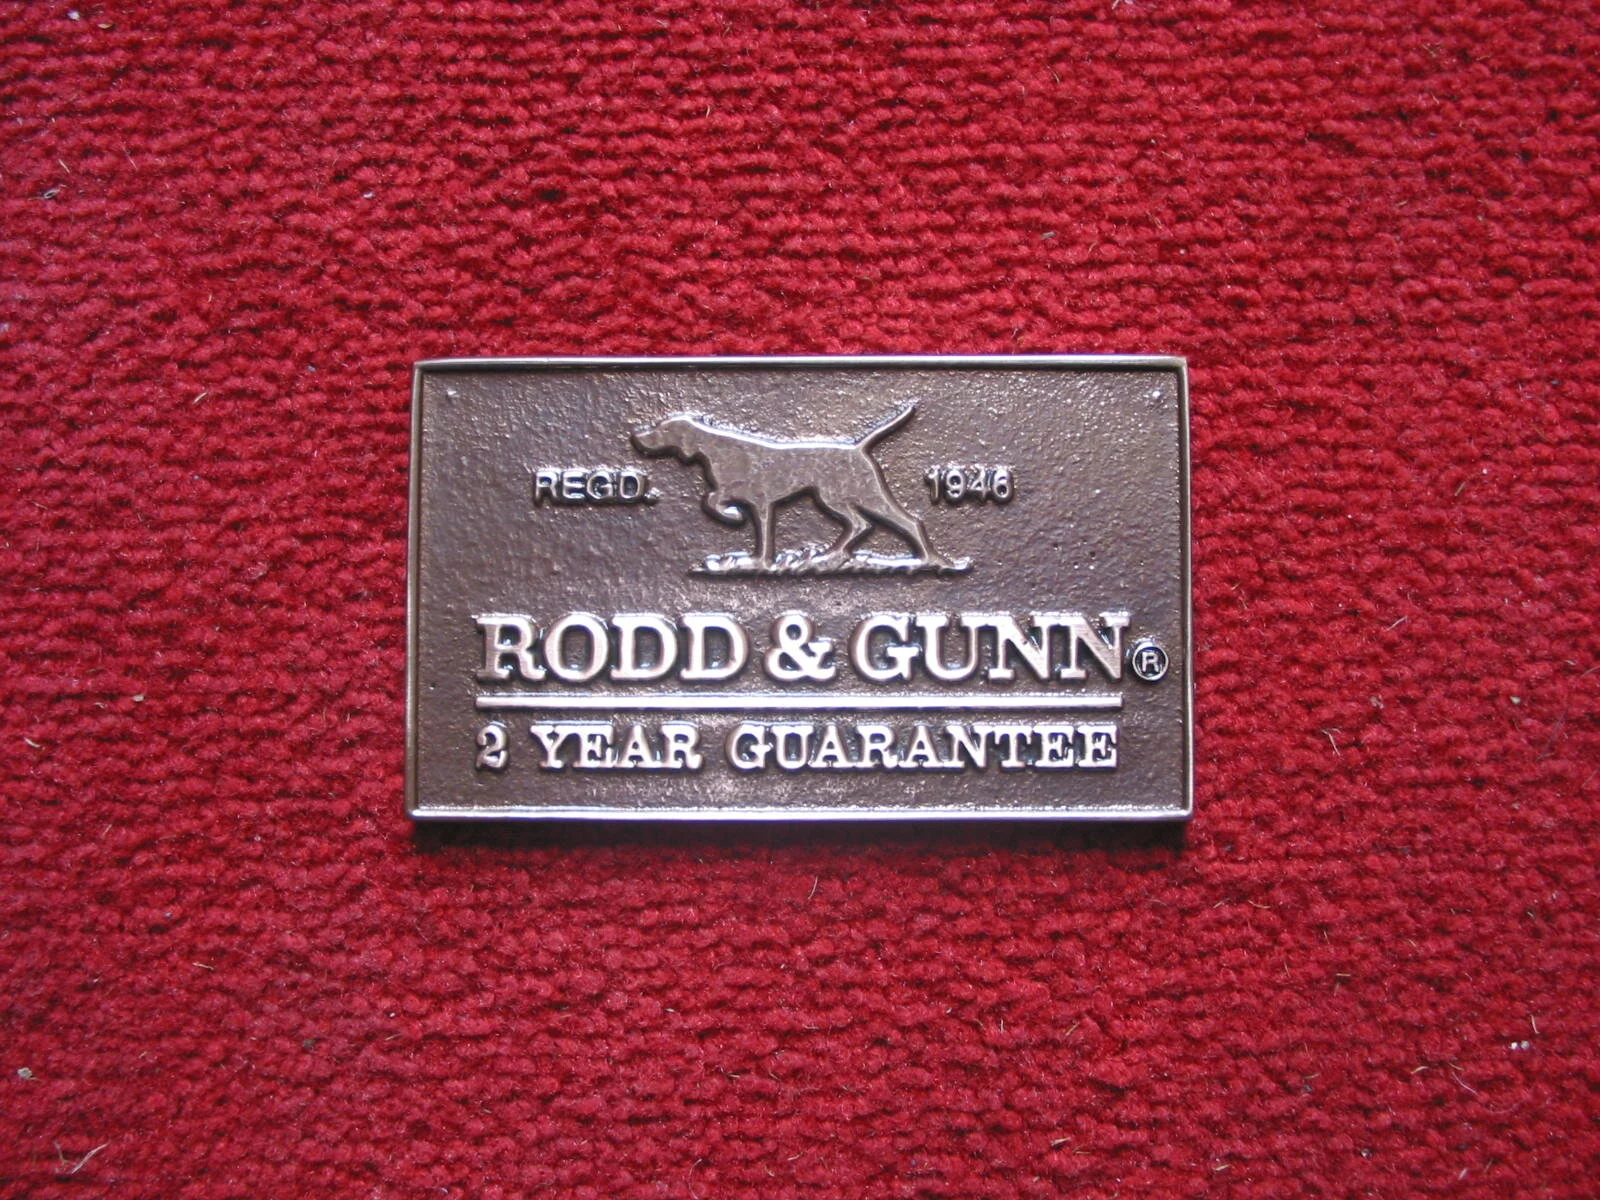 REGD. 1946
RODD & GUNN®
2 YEAR GUARANTEE